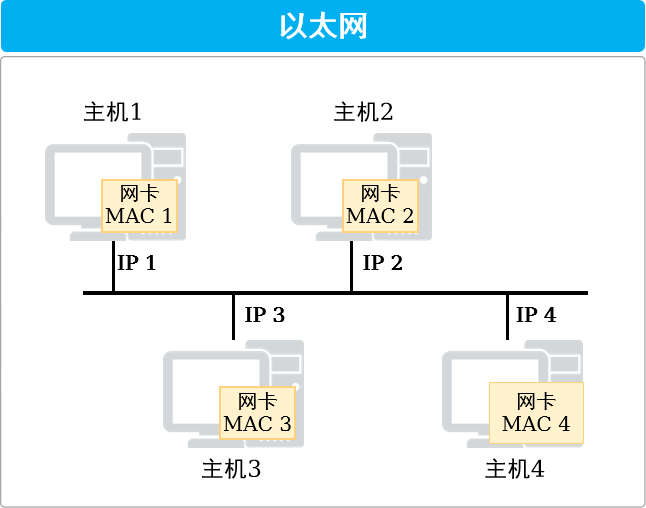 以太网
主机1
主机2
网卡
MAC 1
网卡
MAC 2
IP 1
IP 2
IP 3
IP 4
网卡
MAC 3
网卡
MAC 4
主机3
主机4